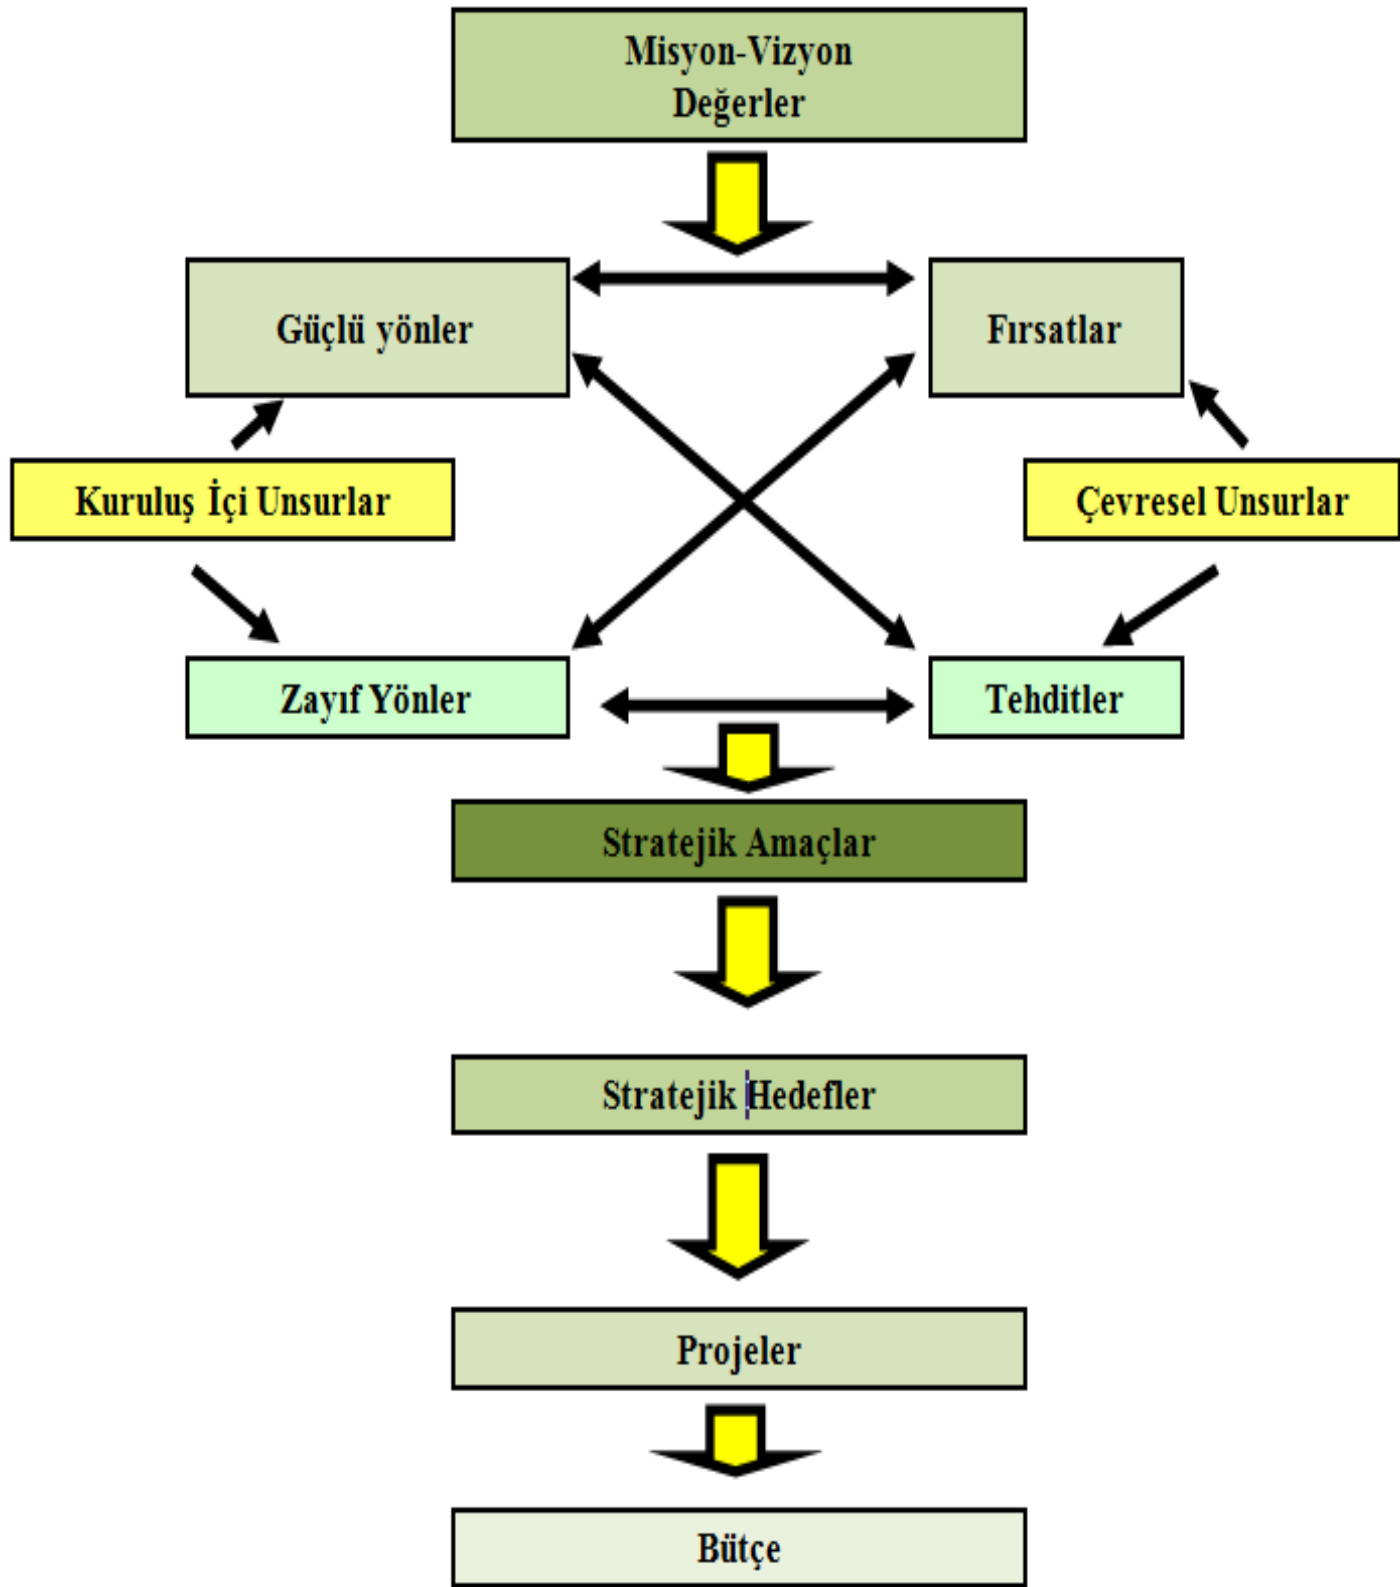 Misyon-Vizyon
Değerler
Güçlü yönler
Fırsatlar
Kuruluş İçi Unsurlar
Çevresel Unsurlar
Zayıf Yönler
Tehditler
Stratejik Amaçlar
Stratejik Hedefler
Projeler
Bütçe